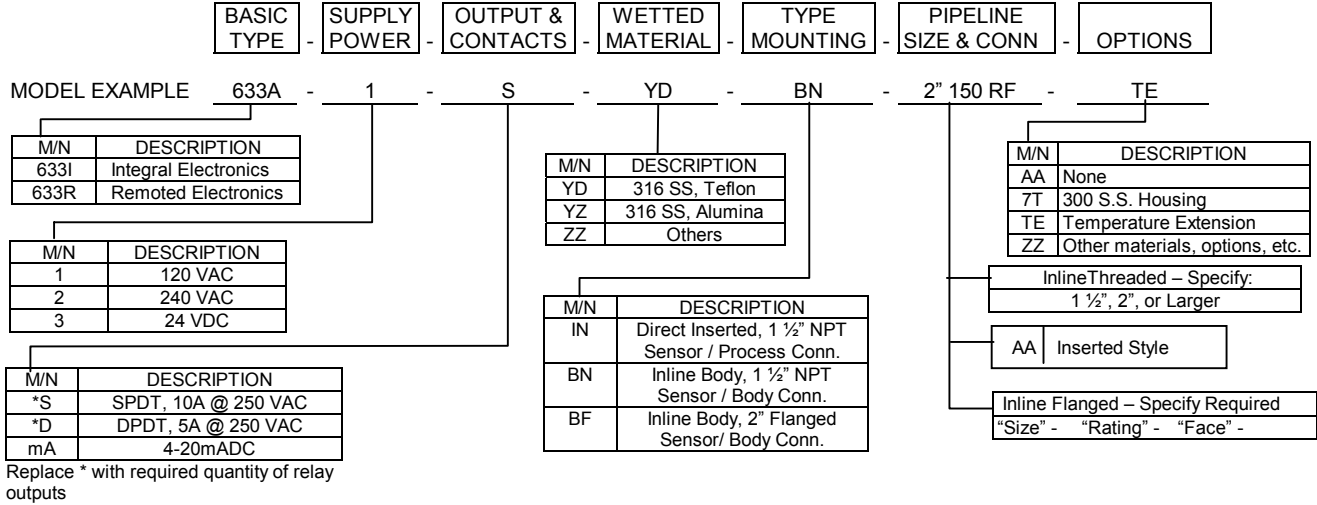 BASIC TYPE - SUPPLY POWER - OUTPUT & CONTACTS - WETTED MATERIAL - TYPE MOUNTING - PIPELINE SIZE & CONN - OPTIONS
MODEL EXAMPLE 633A - 1 - S - YD - BN - 2” 150 RF - TE
M/N DESCRIPTION
633I Integral Electronics
633R Remoted Electronics
M/N DESCRIPTION
1 120 VAC
2 240 VAC
3 24 VDC
M/N DESCRIPTION
*S SPDT, 10A @ 250 VAC
*D DPDT, 5A @ 250 VAC
mA 4-20mADC
Replace * with required quantity of relay
outputs
M/N DESCRIPTION
YD 316 SS, Teflon
YZ 316 SS, Alumina
ZZ Others
M/N DESCRIPTION
IN Direct Inserted, 1 ½” NPT
Sensor / Process Conn.
BN Inline Body, 1 ½” NPT
Sensor / Body Conn.
BF Inline Body, 2” Flanged
Sensor/ Body Conn.
M/N DESCRIPTION
AA None
7T 300 S.S. Housing
TE Temperature Extension
ZZ Other materials, options, etc.
InlineThreaded – Specify:
1 ½”, 2”, or Larger
AA Inserted Style
Inline Flanged – Specify Required
“Size” - “Rating” - “Face” -